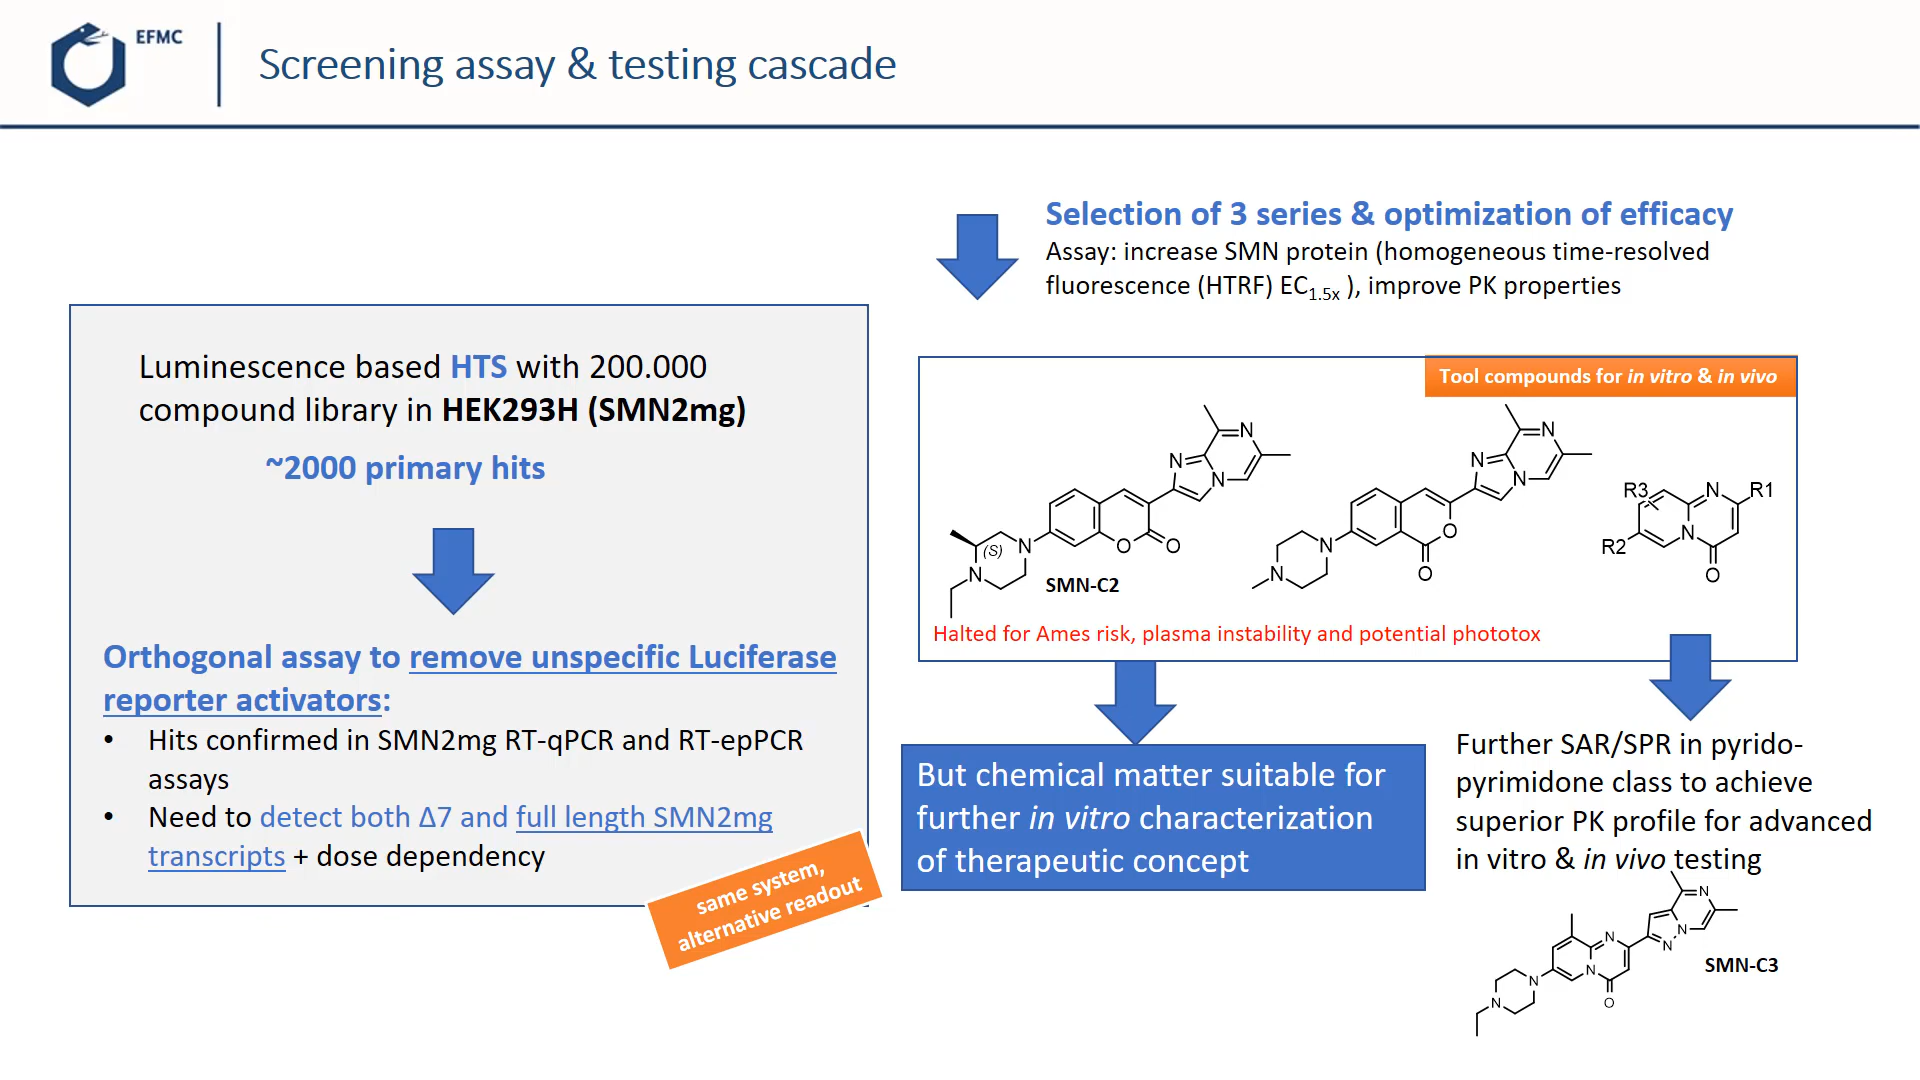 EFMC
Screening assay & testing cascade
Luminescence based HTS with 200.000
compound library in HEK293H (SMN2mg)
~2000 primary hits
Orthogonal assay to remove unspecific Luciferase
reporter activators:
• Hits confirmed in SMN2mg RT-qPCR and RT-epPCR
assays
• Need to detect both Δ7 and full length SMN2mg
transcripts + dose dependency
same system,
alternative readout
Selection of 3 series & optimization of efficacy
Assay: increase SMN protein (homogeneous time-resolved
fluorescence (HTRF) EC1.5x ), improve PK properties
Tool compounds for in vitro & in vivo
N
N
N
O
O
N
(S)
N
SMN-C2
N
N
N
O
O
N
N
R3
N
R1
N
R2
O
Halted for Ames risk, plasma instability and potential phototox
But chemical matter suitable for
further in vitro characterization
of therapeutic concept
Further SAR/SPR in pyrido-
pyrimidone class to achieve
superior PK profile for advanced
in vitro & in vivo testing
N
N
N
N
N
O
N
N
SMN-C3